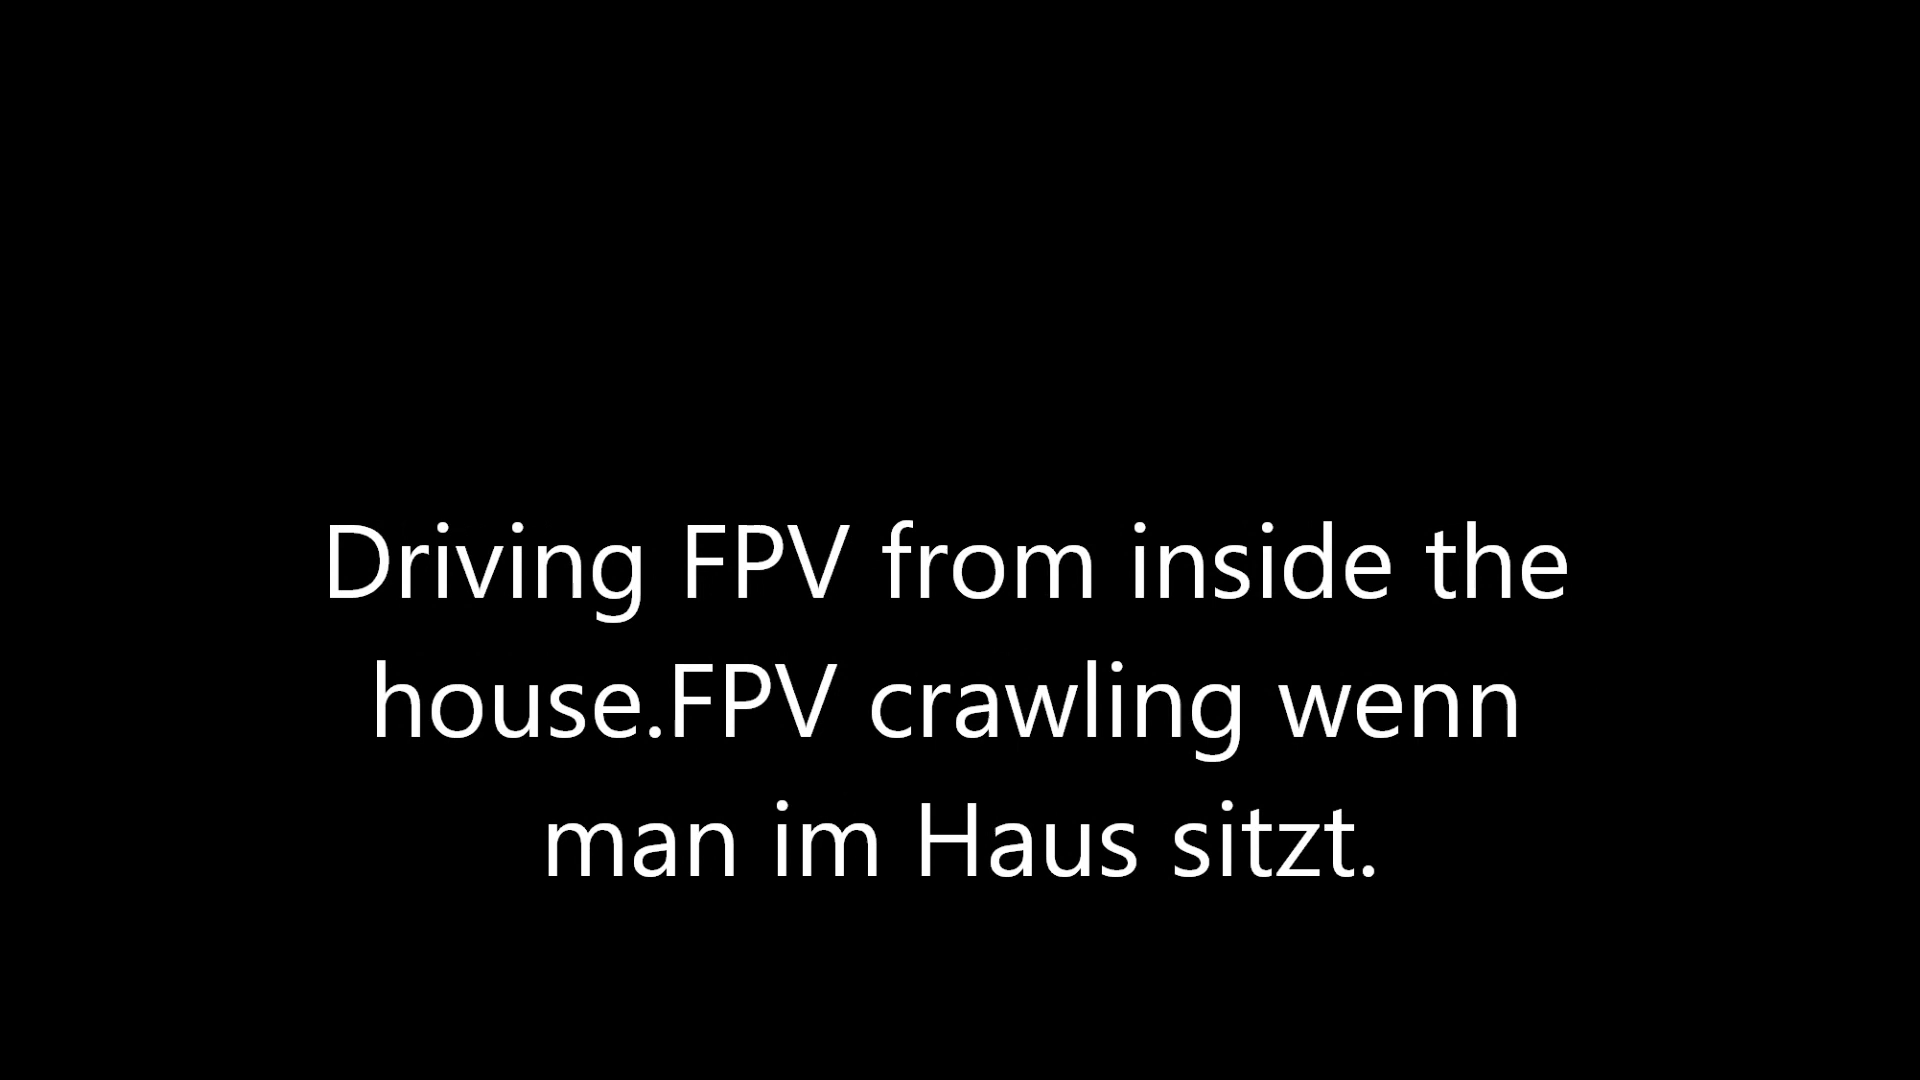 Driving FPV from inside the
house.FPV crawling wenn
man im Haus sitzt.